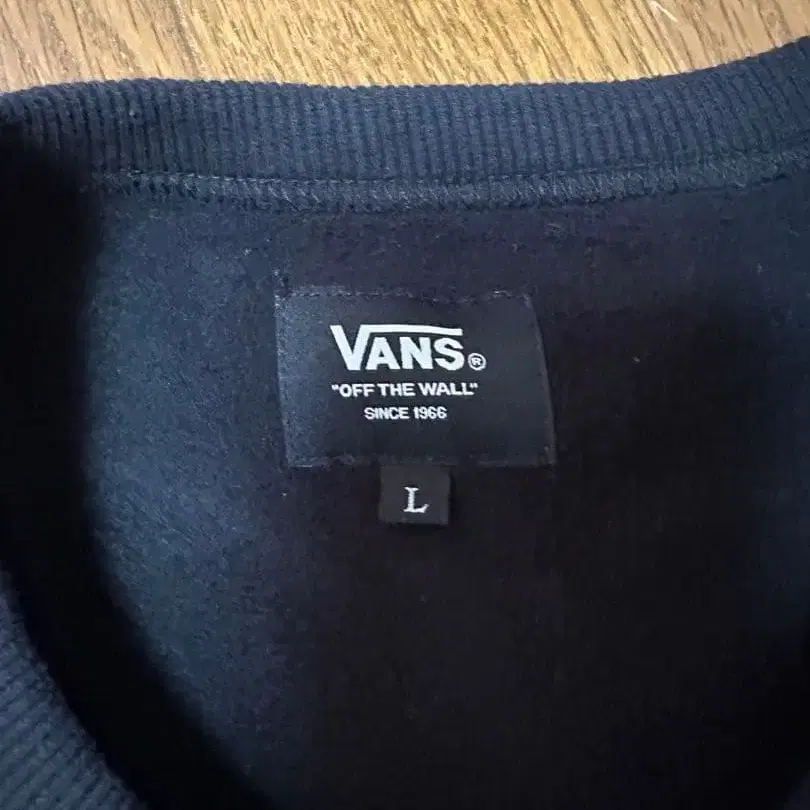 VANS®
"OFF THE WALL"
SINCE 1966
L